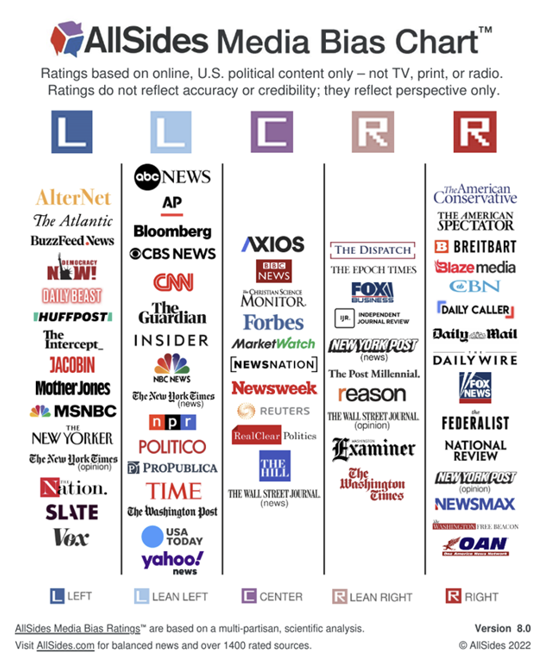 AllSides Media Bias Chart™
Ratings based on online, U.S. political content only – not TV, print, or radio.
Ratings do not reflect accuracy or credibility; they reflect perspective only.
L
L
C
R
R
AlterNet
The Atlantic
BuzzFeed News
DEMOCRACY
NOW!
DAILY BEAST
HUFFPOST
The
Intercept_
JACOBIN
Mother Jones
MSNBC
THE
NEW YORKER
The New York Times
(opinion)
The Nation.
SLATE
Vox
abc NEWS
AP
Bloomberg
CBS NEWS
CNN
The
Guardian
INSIDER
NBC NEWS
The New York Times
(news)
npr
POLITICO
PROPUBLICA
TIME
The Washington Post
USA
TODAY
yahoo!
news
AXIOS
BBC
NEWS
The CHRISTIAN SCIENCE
MONITOR
Forbes
MarketWatch
[NEWSNATION]
Newsweek
REUTERS
RealClear Politics
THE
HILL
THE WALL STREET JOURNAL.
(news)
THE DISPATCH
THE EPOCH TIMES
FOX
BUSINESS
IJR.
INDEPENDENT
JOURNAL REVIEW
NEW YORK POST
(news)
The Post Millennial.
reason
THE WALL STREET JOURNAL.
(opinion)
WASHINGTON
Examiner
The
Washington
Times
The American
Conservative
THE AMERICAN
SPECTATOR
B BREITBART
Blaze media
CBN
DAILY CALLER
Daily Mail
THE
DAILY WIRE
FOX
NEWS
the
FEDERALIST
NATIONAL
REVIEW
NEW YORK POST
(opinion)
NEWSMAX
The WASHINGTON FREE BEACON
OAN
One America News Network
L LEFT
L LEAN LEFT
C CENTER
R LEAN RIGHT
R RIGHT
AllSides Media Bias Ratings™ are based on a multi-partisan, scientific analysis.
Visit AllSides.com for balanced news and over 1400 rated sources.
Version 8.0
© AllSides 2022